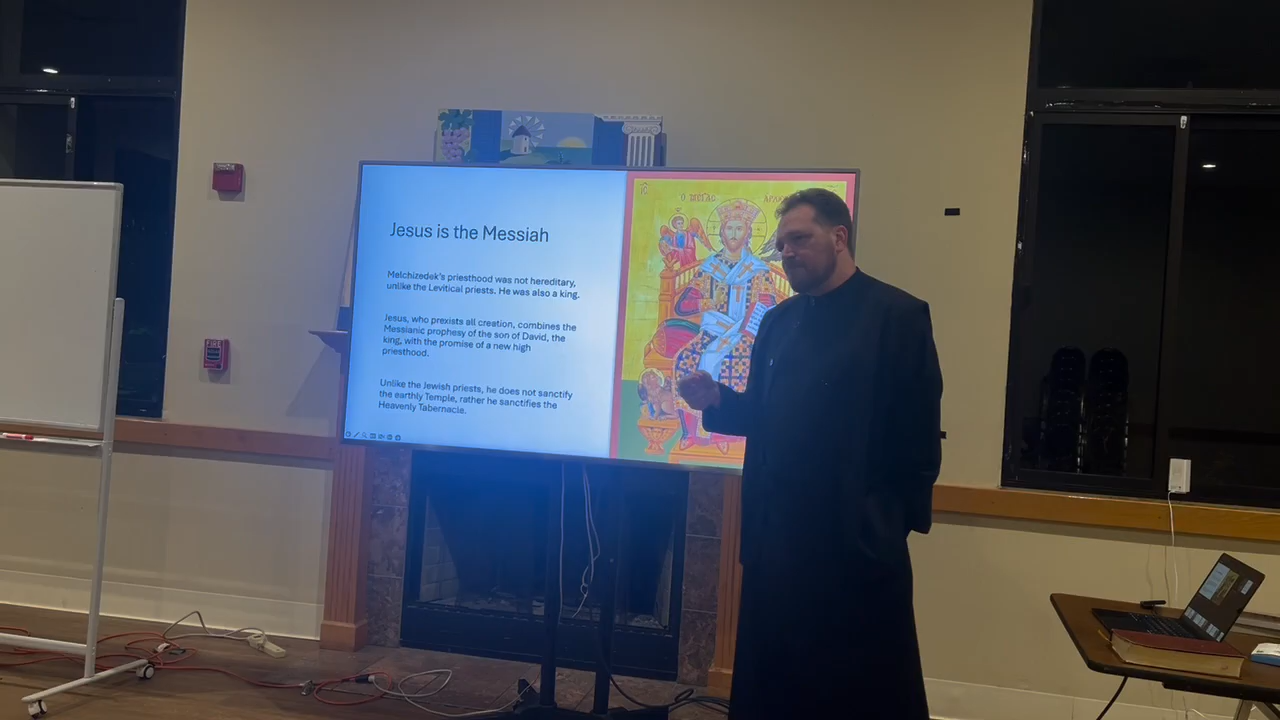 Jesus is the Messiah
Melchizedek's priesthood was not hereditary,
unlike the Levitical priests. He was also a king.
Jesus, who prexists all creation, combines the
Messianic prophesy of the son of David, the
king, with the promise of a new high
priesthood.
Unlike the Jewish priests, he does not sanctify
the earthly Temple, rather he sanctifies the
Heavenly Tabernacle.
FIRE